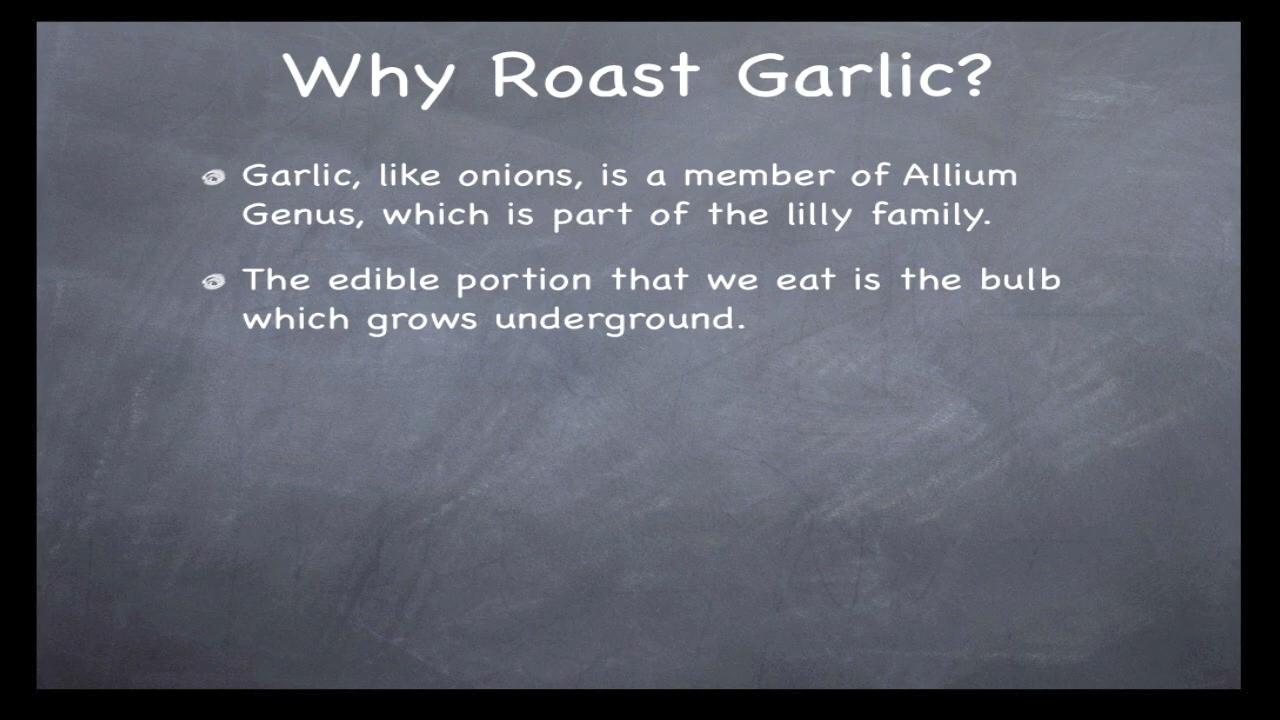 Why Roast Garlic?
Garlic, like onions, is a member of Allium
Genus, which is part of the lilly family.
The edible portion that we eat is the bulb
which grows underground.